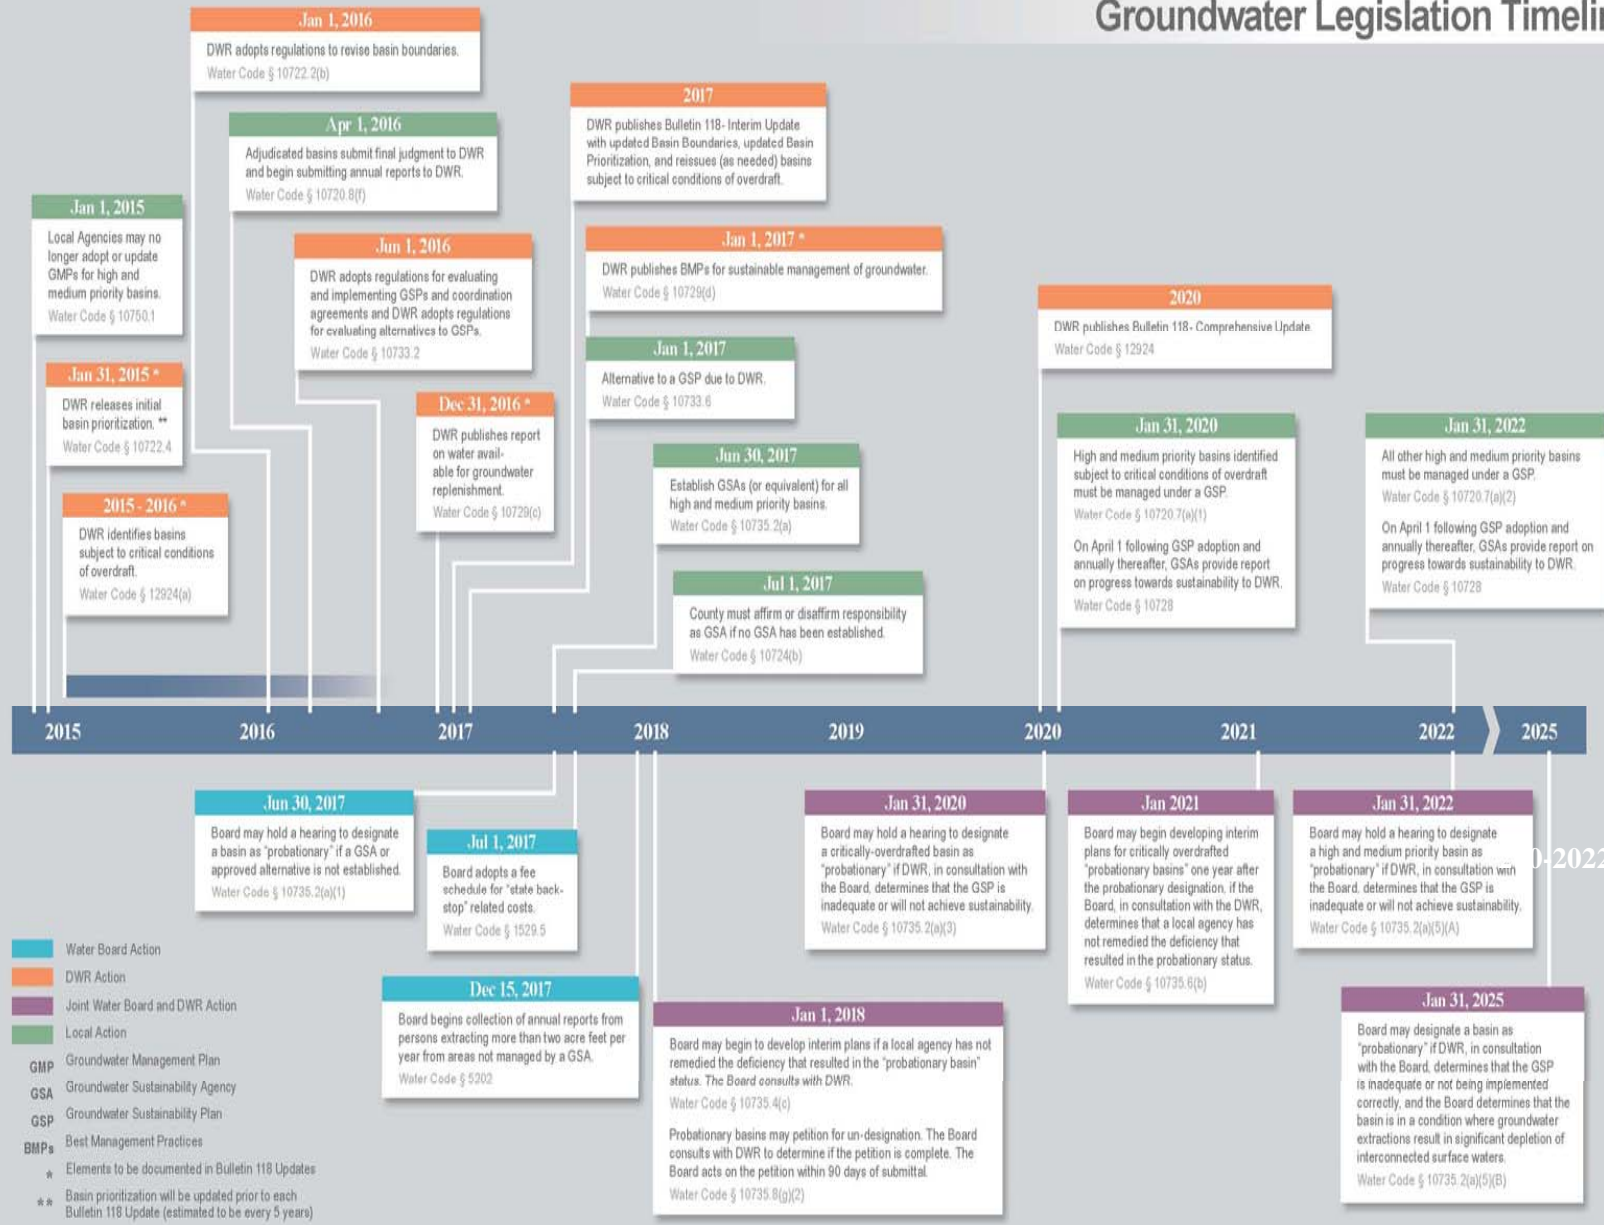 Groundwater Legislation Timelin
Jan 1, 2016
DWR adopts regulations to revise basin boundaries.
Water Code § 10722.2(b)
Apr 1, 2016
Adjudicated basins submit final judgment to DWR
and begin submitting annual reports to DWR.
Water Code § 10720.8(f)
Jan 1, 2015
Local Agencies may no
longer adopt or update
GMPs for high and
medium priority basins.
Water Code § 10750.1
Jun 1, 2016
DWR adopts regulations for evaluating
and implementing GSPs and coordination
agreements and DWR adopts regulations
for evaluating alternatives to GSPs.
Water Code § 10733.2
Jan 31, 2015 *
DWR releases initial
basin prioritization. **
Water Code § 10722.4
2015 - 2016 *
DWR identifies basins
subject to critical conditions
of overdraft.
Water Code § 12924(a)
Dec 31, 2016 *
DWR publishes report
on water avail-
able for groundwater
replenishment.
Water Code § 10729(c)
2017
DWR publishes Bulletin 118- Interim Update
with updated Basin Boundaries, updated Basin
Prioritization, and reissues (as needed) basins
subject to critical conditions of overdraft.
Jan 1, 2017 *
DWR publishes BMPs for sustainable management of groundwater.
Water Code § 10729(d)
Jan 1, 2017
Alternative to a GSP due to DWR.
Water Code § 10733.6
Jun 30, 2017
Establish GSAs (or equivalent) for all
high and medium priority basins.
Water Code § 10735.2(a)
Jul 1, 2017
County must affirm or disaffirm responsibility
as GSA if no GSA has been established.
Water Code § 10724(b)
2020
DWR publishes Bulletin 118- Comprehensive Update
Water Code § 12924
Jan 31, 2020
High and medium priority basins identified
subject to critical conditions of overdraft
must be managed under a GSP.
Water Code § 10720.7(a)(1)
On April 1 following GSP adoption and
annually thereafter, GSAs provide report
on progress towards sustainability to DWR.
Water Code § 10728
Jan 31, 2022
All other high and medium priority basins
must be managed under a GSP.
Water Code § 10720.7(a)(2)
On April 1 following GSP adoption and
annually thereafter, GSAs provide report on
progress towards sustainability to DWR.
Water Code § 10728
2015 2016 2017 2018 2019 2020 2021 2022 2025
Jun 30, 2017
Board may hold a hearing to designate
a basin as "probationary" if a GSA or
approved alternative is not established.
Water Code § 10735.2(a)(1)
Jul 1, 2017
Board adopts a fee
schedule for "state back-
stop" related costs.
Water Code § 1529.5
Dec 15, 2017
Board begins collection of annual reports from
persons extracting more than two acre feet per
year from areas not managed by a GSA.
Water Code § 5202
Jan 1, 2018
Board may begin to develop interim plans if a local agency has not
remedied the deficiency that resulted in the "probationary basin"
status. The Board consults with DWR.
Water Code § 10735.4(c)
Probationary basins may petition for un-designation. The Board
consults with DWR to determine if the petition is complete. The
Board acts on the petition within 90 days of submittal.
Water Code § 10735.8(g)(2)
Jan 31, 2020
Board may hold a hearing to designate
a critically-overdrafted basin as
"probationary" if DWR, in consultation with
the Board, determines that the GSP is
inadequate or will not achieve sustainability.
Water Code § 10735.2(a)(3)
Jan 2021
Board may begin developing interim
plans for critically overdrafted
"probationary basins" one year after
the probationary designation, if the
Board, in consultation with the DWR,
determines that a local agency has
not remedied the deficiency that
resulted in the probationary status.
Water Code § 10735.6(b)
Jan 31, 2022
Board may hold a hearing to designate
a high and medium priority basin as
"probationary" if DWR, in consultation with
the Board, determines that the GSP is
inadequate or will not achieve sustainability.
Water Code § 10735.2(a)(5)(A)
0-2022
Jan 31, 2025
Board may designate a basin as
"probationary" if DWR, in consultation
with the Board, determines that the GSP
is inadequate or not being implemented
correctly, and the Board determines that the
basin is in a condition where groundwater
extractions result in significant depletion of
interconnected surface waters.
Water Code § 10735.2(a)(5)(B)
Water Board Action
DWR Action
Joint Water Board and DWR Action
Local Action
GMP Groundwater Management Plan
GSA Groundwater Sustainability Agency
GSP Groundwater Sustainability Plan
BMPs Best Management Practices
* Elements to be documented in Bulletin 118 Updates
** Basin prioritization will be updated prior to each
Bulletin 118 Update (estimated to be every 5 years)